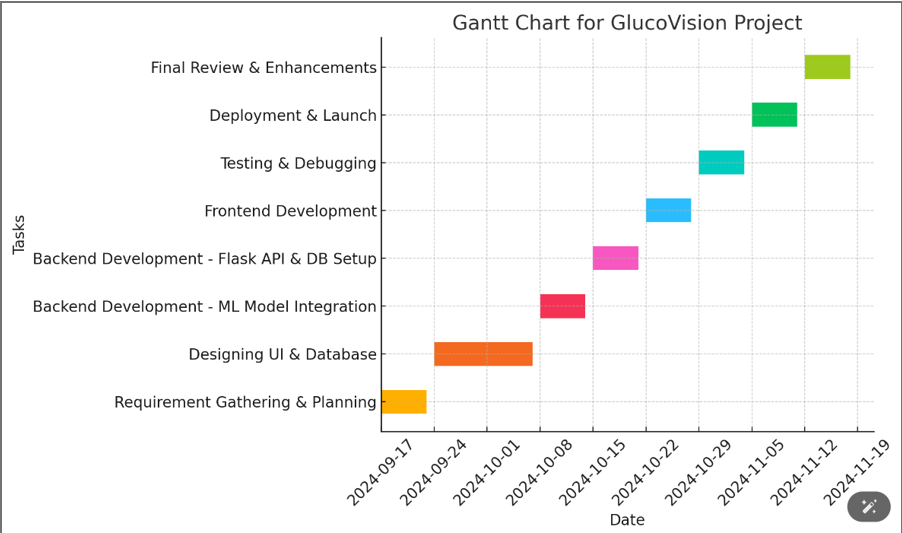 Gantt Chart for GlucoVision Project
Final Review & Enhancements
Deployment & Launch
Testing & Debugging
Frontend Development
Backend Development - Flask API & DB Setup
Backend Development - ML Model Integration
Designing UI & Database
Requirement Gathering & Planning
Tasks
2024-09-17
2024-09-24
2024-10-01
2024-10-08
2024-10-15
2024-10-22
2024-10-29
2024-11-05
2024-11-12
2024-11-19
Date